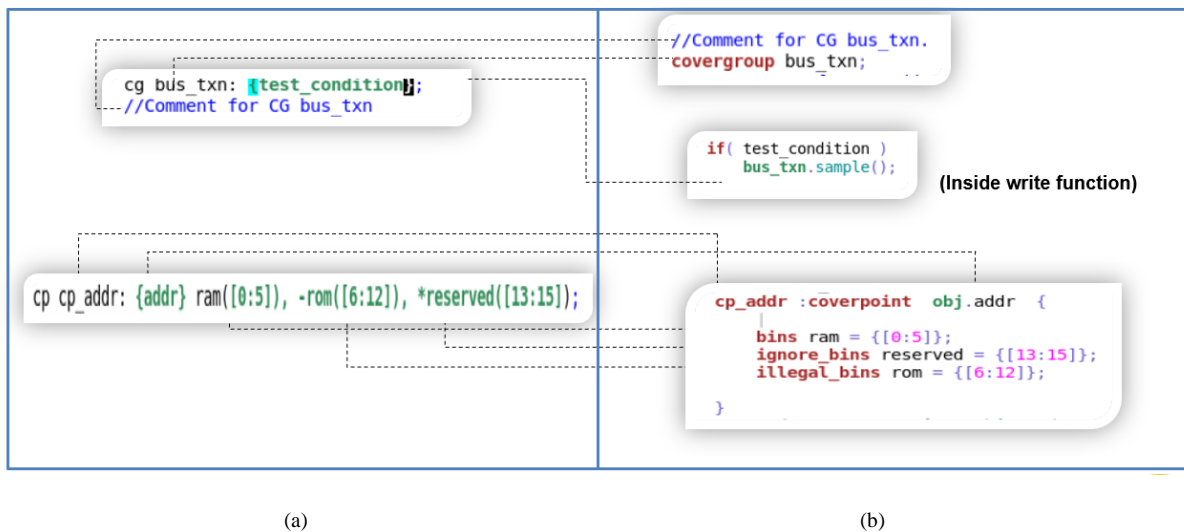 cg bus_txn: {test_condition};
//Comment for CG bus_txn
cp cp_addr: {addr} ram([0:5]), -rom([6:12]), *reserved([13:15]);
//Comment for CG bus_txn.
covergroup bus_txn;
if( test_condition )
bus_txn.sample();
(Inside write function)
cp_addr :coverpoint obj.addr {
bins ram = {[0:5]};
ignore_bins reserved = {[13:15]};
illegal_bins rom = {[6:12]};
}
(a)
(b)